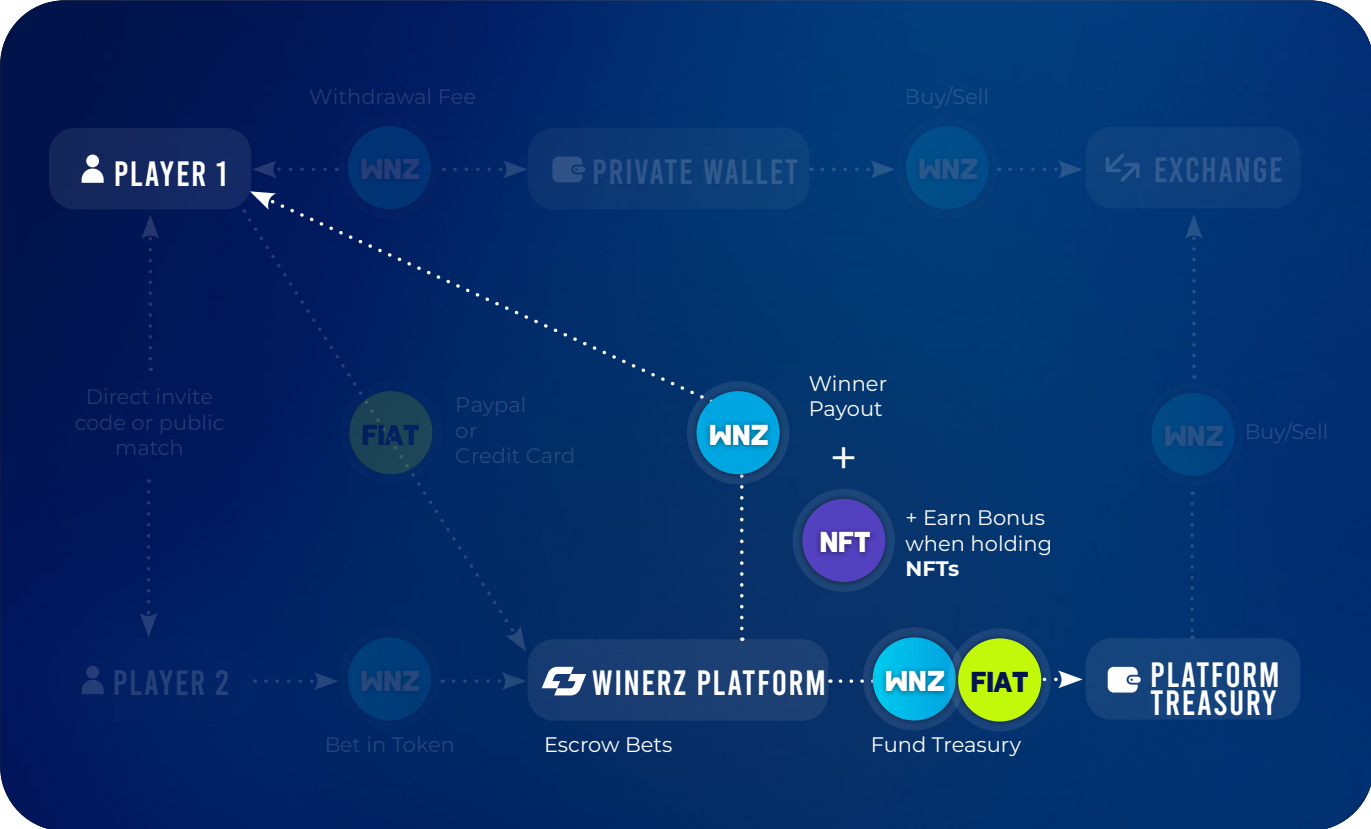 Withdrawal Fee
Buy/Sell
PLAYER 1
WNZ
PRIVATE WALLET
WNZ
EXCHANGE
Direct invite
code or public
match
FIAT
Paypal
or
Credit Card
WNZ
Winner
Payout
+
NFT
+ Earn Bonus
when holding
NFTs
WNZ
Buy/Sell
PLAYER 2
WNZ
Bet in Token
WINERZ PLATFORM
Escrow Bets
WNZ
FIAT
Fund Treasury
PLATFORM
TREASURY